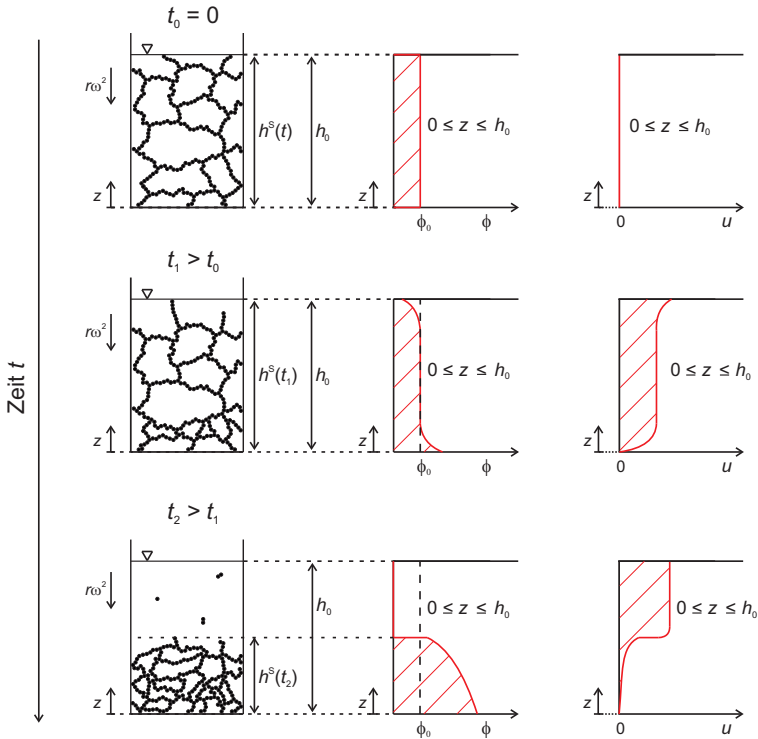 Zeit t
t₀ = 0
rω²
z
hˢ(t)
h₀
z
0 ≤ z ≤ h₀
ϕ₀
ϕ
z
0 ≤ z ≤ h₀
0
u
t₁ > t₀
rω²
z
hˢ(t₁)
h₀
z
0 ≤ z ≤ h₀
ϕ₀
ϕ
z
0 ≤ z ≤ h₀
0
u
t₂ > t₁
rω²
z
h₀
hˢ(t₂)
z
0 ≤ z ≤ h₀
ϕ₀
ϕ
z
0 ≤ z ≤ h₀
0
u